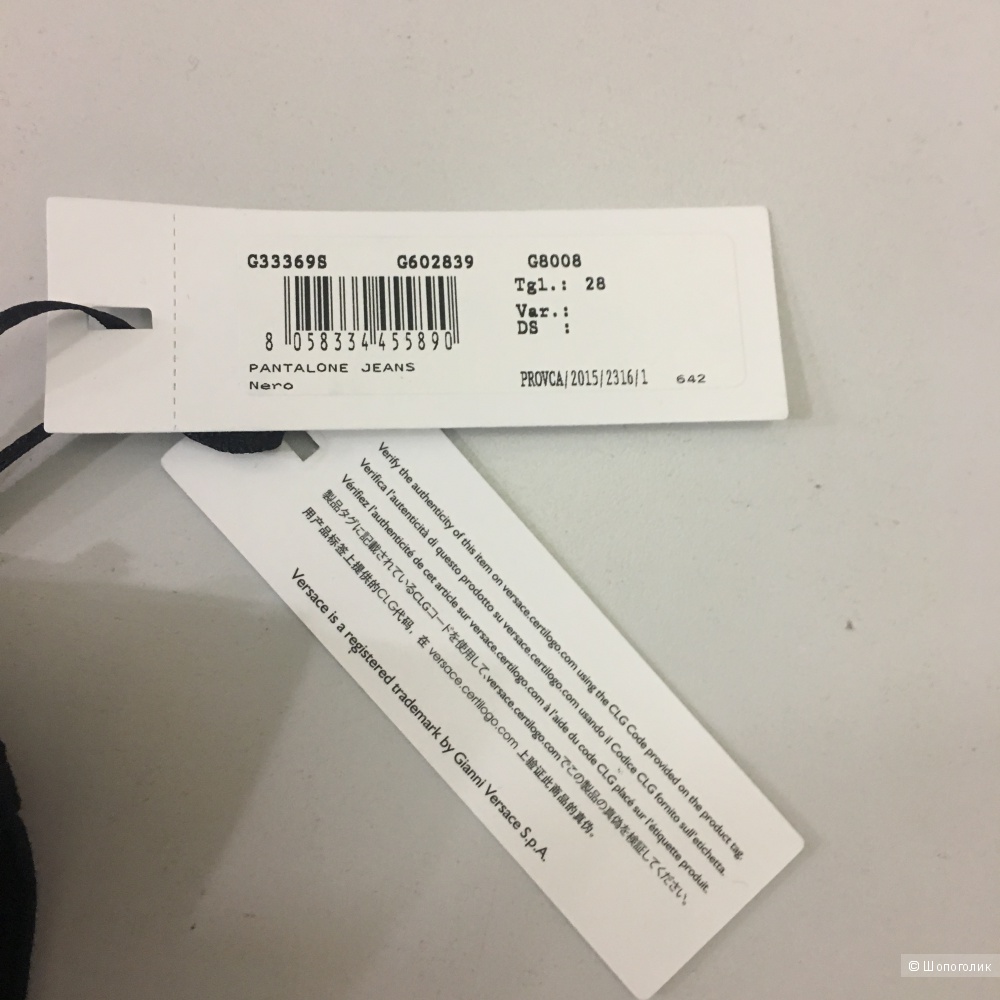 G33369S G602839 G8008
Tgl.: 28
Var.:
DS :
8 058334 455890
PANTALONE JEANS
Nero
PROVCA/2015/2316/1 642
Verify the authenticity of this item on versace.certilogo.com using the CLG Code provided on the product tag.
Verifica l'autenticità di questo prodotto su versace.certilogo.com usando il Codice CLG fornito sull'etichetta.
Vérifiez l'authenticité de cet article sur versace.certilogo.com à l'aide du code CLG placé sur l'étiquette produit.
製品タグに記載されているCLGコードを使用して、versace.certilogo.comでこの製品の真偽を検証してください。
用产品标签上提供的CLG代码，在 versace.certilogo.com 上验证此商品的真伪。
Versace is a registered trademark by Gianni Versace S.p.A.
© Шопоголик